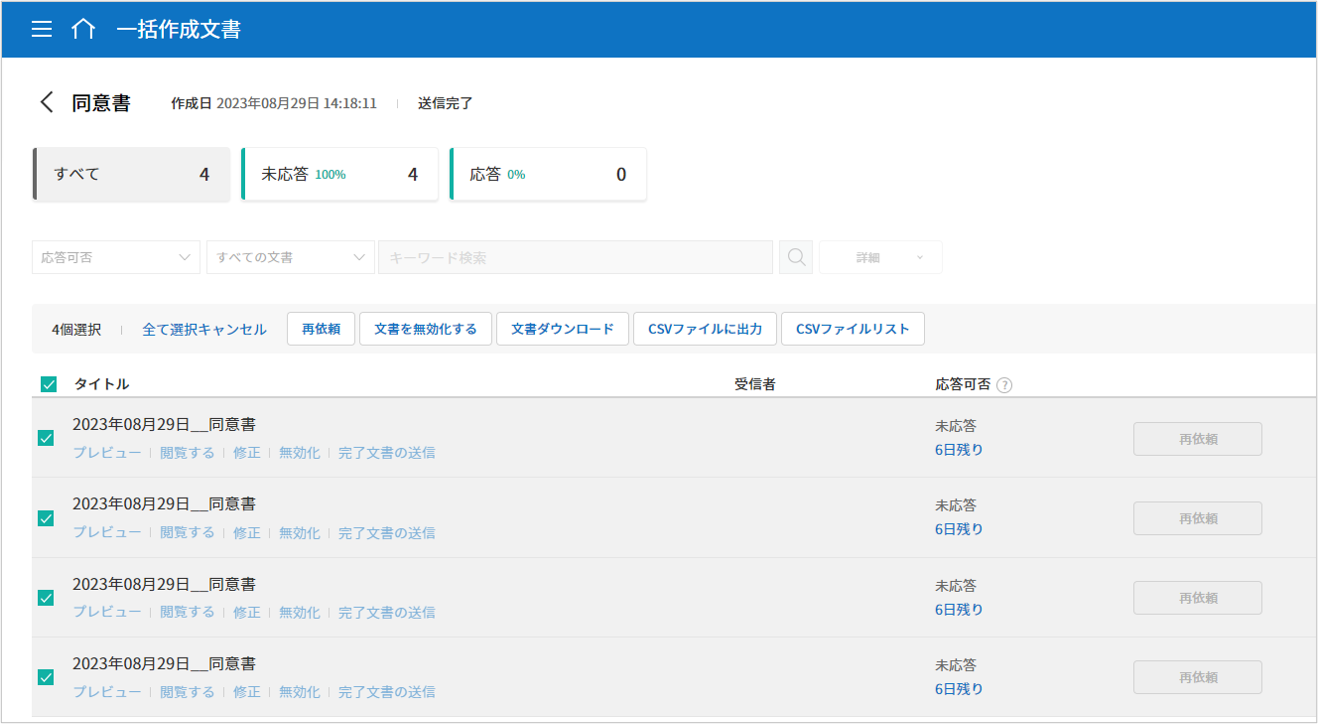 一括作成文書
同意書 作成日 2023年08月29日 14:18:11 送信完了
すべて 4 未応答 100% 4 応答 0% 0
応答可否 すべての文書 キーワード検索 詳細
4個選択 全て選択キャンセル 再依頼 文書を無効化する 文書ダウンロード CSVファイルに出力 CSVファイルリスト
タイトル 受信者 応答可否 ?
2023年08月29日__同意書 未応答
プレビュー 閲覧する 修正 無効化 完了文書の送信 6日残り 再依頼
2023年08月29日__同意書 未応答
プレビュー 閲覧する 修正 無効化 完了文書の送信 6日残り 再依頼
2023年08月29日__同意書 未応答
プレビュー 閲覧する 修正 無効化 完了文書の送信 6日残り 再依頼
2023年08月29日__同意書 未応答
プレビュー 閲覧する 修正 無効化 完了文書の送信 6日残り 再依頼